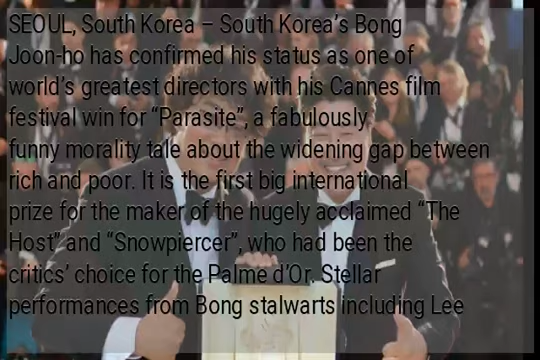 SEOUL, South Korea – South Korea’s Bong
Joon-ho has confirmed his status as one of
world’s greatest directors with his Cannes film
festival win for “Parasite”, a fabulously
funny morality tale about the widening gap between
rich and poor. It is the first big international
prize for the maker of the hugely acclaimed “The
Host” and “Snowpiercer”, who had been the
critics’ choice for the Palme d’Or. Stellar
performances from Bong stalwarts including Lee